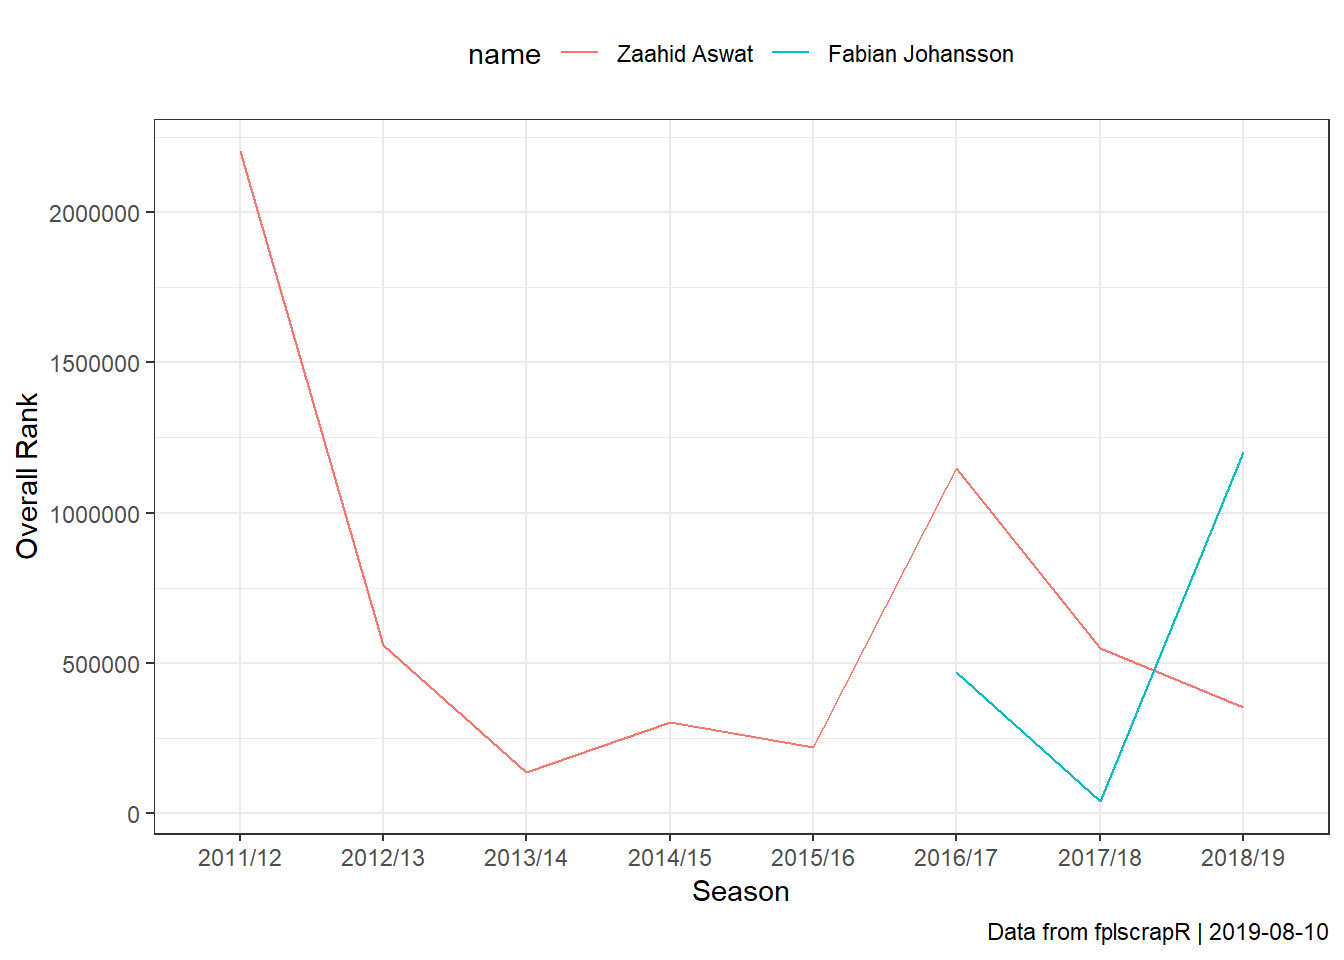 name Zaahid Aswat Fabian Johansson
Overall Rank
2000000
1500000
1000000
500000
0
2011/12 2012/13 2013/14 2014/15 2015/16 2016/17 2017/18 2018/19
Season
Data from fplscrapR | 2019-08-10